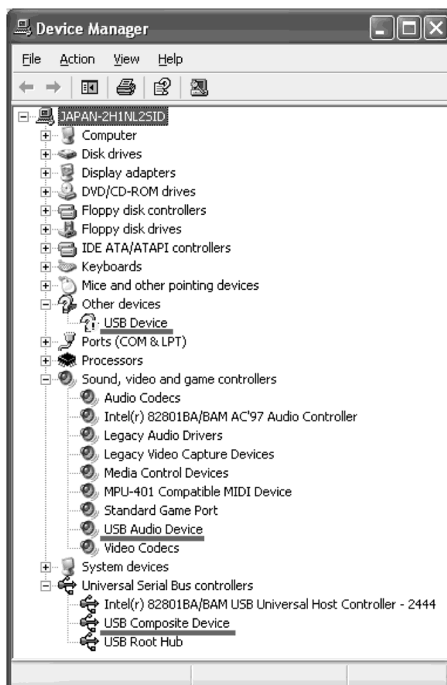 Device Manager
File Action View Help
JAPAN-2H1NL2SID
Computer
Disk drives
Display adapters
DVD/CD-ROM drives
Floppy disk controllers
Floppy disk drives
IDE ATA/ATAPI controllers
Keyboards
Mice and other pointing devices
Other devices
USB Device
Ports (COM & LPT)
Processors
Sound, video and game controllers
Audio Codecs
Intel(r) 82801BA/BAM AC'97 Audio Controller
Legacy Audio Drivers
Legacy Video Capture Devices
Media Control Devices
MPU-401 Compatible MIDI Device
Standard Game Port
USB Audio Device
Video Codecs
System devices
Universal Serial Bus controllers
Intel(r) 82801BA/BAM USB Universal Host Controller - 2444
USB Composite Device
USB Root Hub